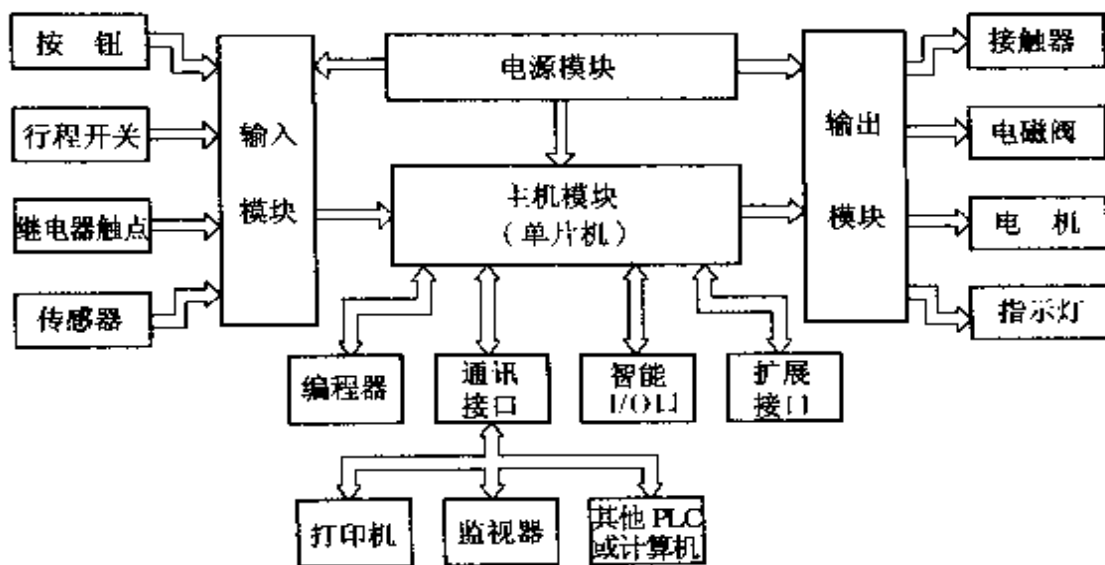 按 钮
电源模块
接触器
行程开关
输入
模块
输出
模块
电磁阀
继电器触点
主机模块
(单片机)
电 机
传感器
指示灯
编程器
通讯
接口
智能
I/O口
扩展
接口
打印机
监视器
其他 PLC
或计算机